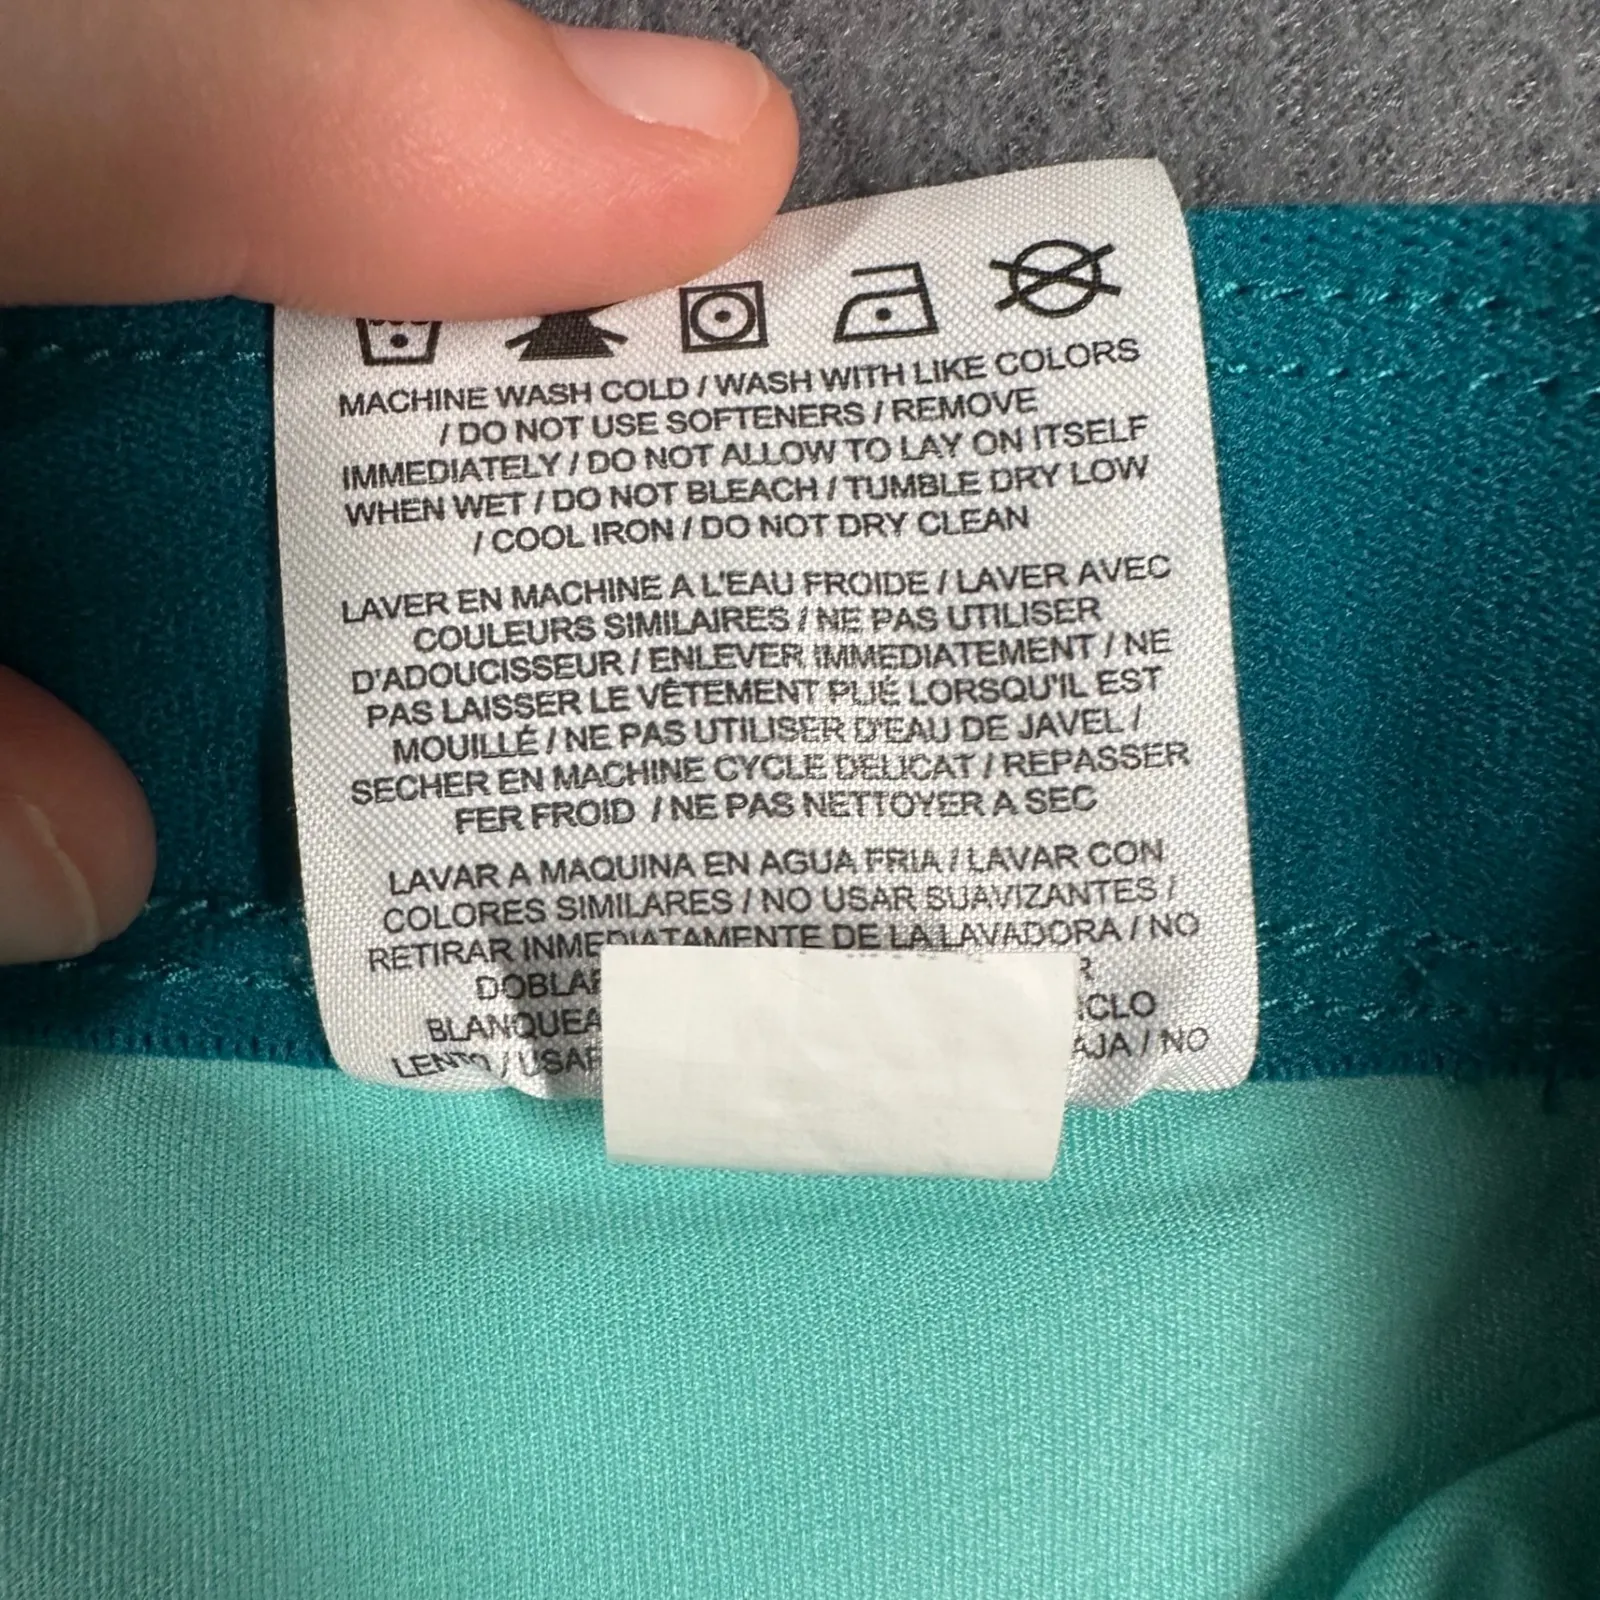 MACHINE WASH COLD / WASH WITH LIKE COLORS
/ DO NOT USE SOFTENERS / REMOVE
IMMEDIATELY / DO NOT ALLOW TO LAY ON ITSELF
WHEN WET / DO NOT BLEACH / TUMBLE DRY LOW
/ COOL IRON / DO NOT DRY CLEAN
LAVER EN MACHINE A L'EAU FROIDE / LAVER AVEC
COULEURS SIMILAIRES / NE PAS UTILISER
D'ADOUCISSEUR / ENLEVER IMMEDIATEMENT / NE
PAS LAISSER LE VÊTEMENT PLIÉ LORSQU'IL EST
MOUILLÉ / NE PAS UTILISER D'EAU DE JAVEL /
SECHER EN MACHINE CYCLE DELICAT / REPASSER
FER FROID / NE PAS NETTOYER A SEC
LAVAR A MAQUINA EN AGUA FRIA / LAVAR CON
COLORES SIMILARES / NO USAR SUAVIZANTES /
RETIRAR INMEDIATAMENTE DE LA LAVADORA / NO
LENTO / / NO